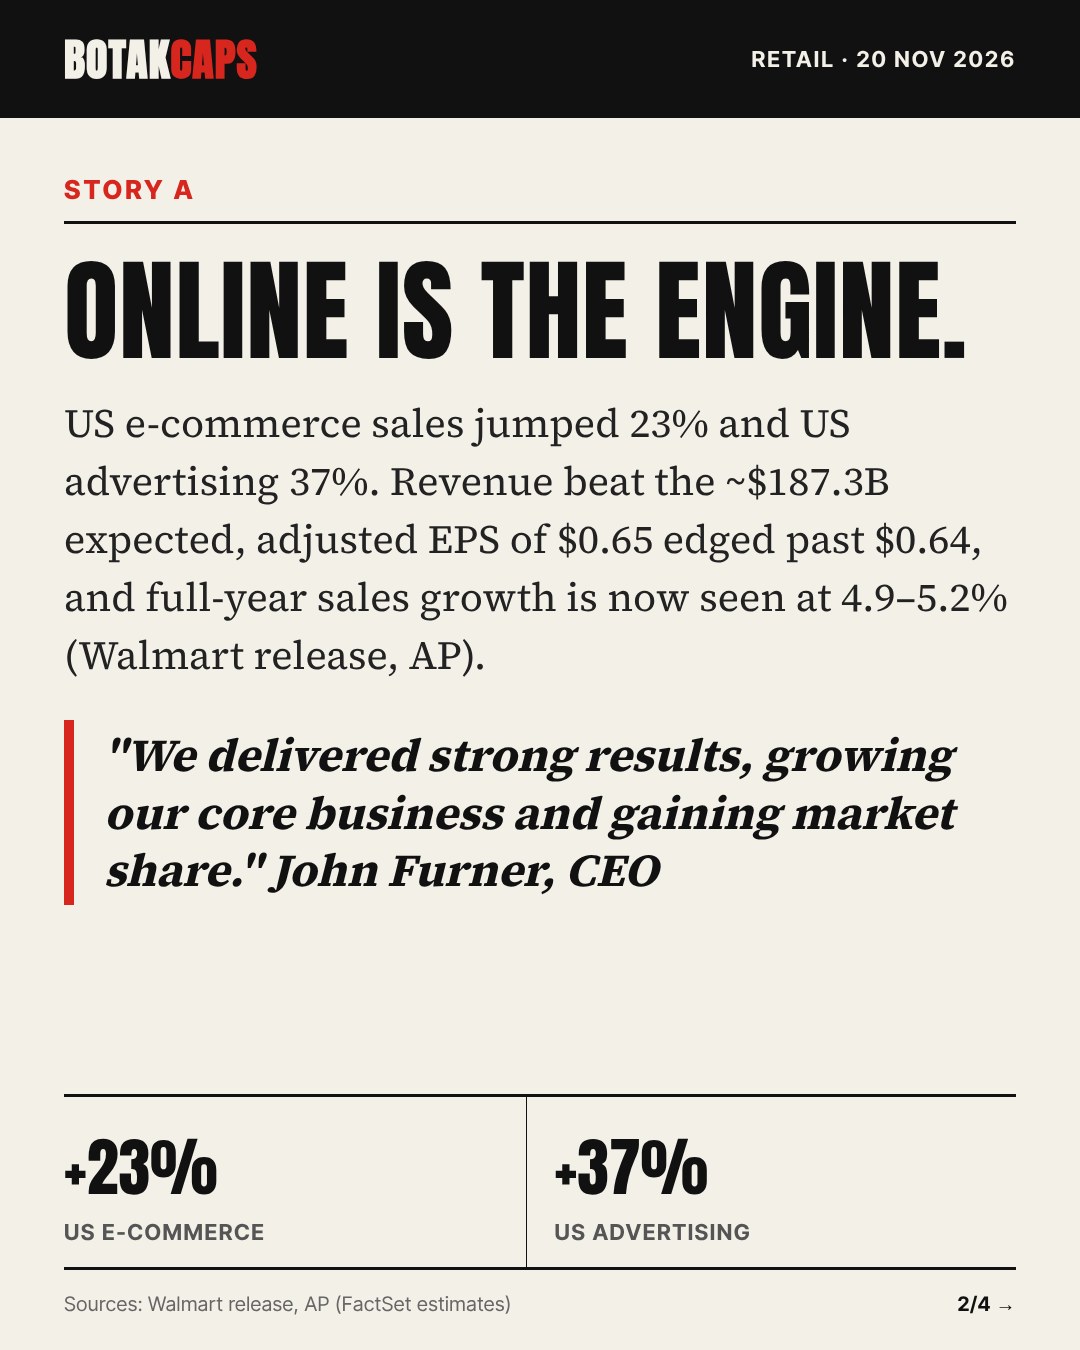 BOTAKCAPS
RETAIL · 20 NOV 2026
STORY A
ONLINE IS THE ENGINE.
US e-commerce sales jumped 23% and US
advertising 37%. Revenue beat the ~$187.3B
expected, adjusted EPS of $0.65 edged past $0.64,
and full-year sales growth is now seen at 4.9–5.2%
(Walmart release, AP).
"We delivered strong results, growing
our core business and gaining market
share." John Furner, CEO
+23%
US E-COMMERCE
+37%
US ADVERTISING
Sources: Walmart release, AP (FactSet estimates)
2/4 →